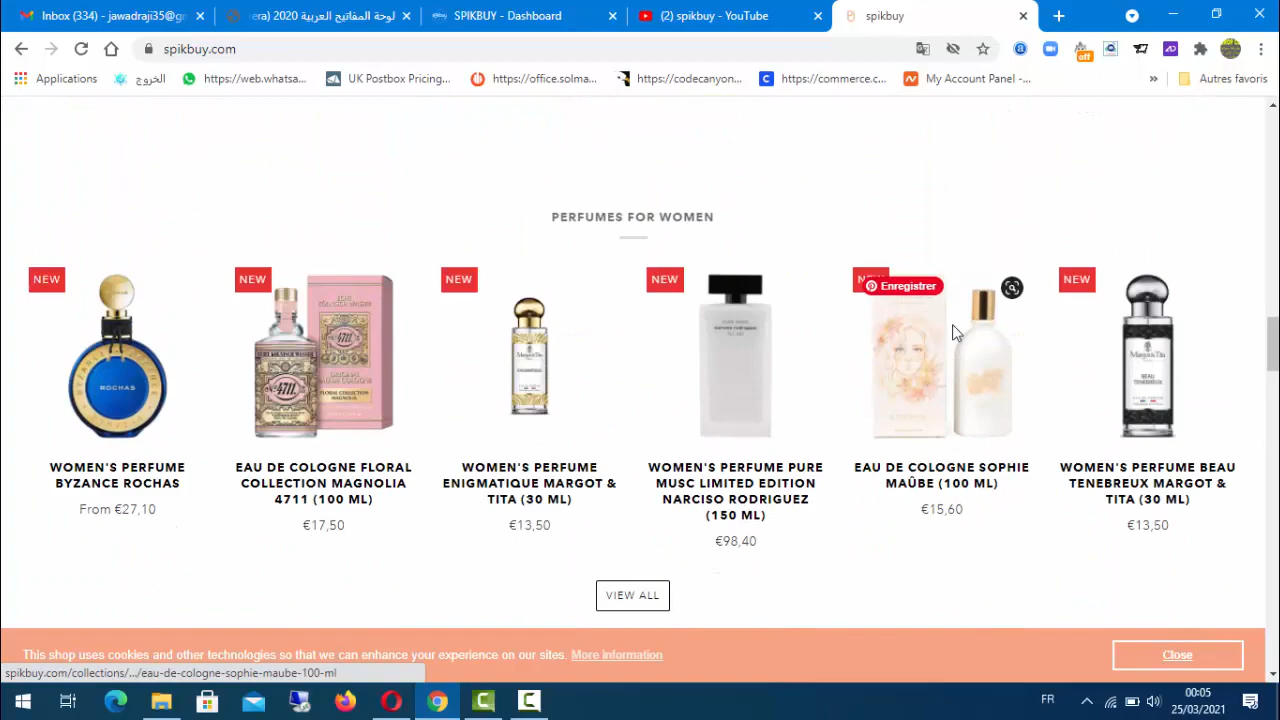 Inbox (334) - jawadraji35@gm
لوحة المفاتيح العربية 2020 (era
SPIKBUY - Dashboard
(2) spikbuy - YouTube
spikbuy
spikbuy.com
off
Applications
الخروج
https://web.whatsa...
UK Postbox Pricing...
https://office.solma...
https://codecanyon...
https://commerce.c...
My Account Panel -...
»
Autres favoris
PERFUMES FOR WOMEN
NEW
NEW
NEW
NEW
Enregistrer
NEW
ROCHAS
4711
WOMEN'S PERFUME
BYZANCE ROCHAS
From €27,10
EAU DE COLOGNE FLORAL
COLLECTION MAGNOLIA
4711 (100 ML)
€17,50
WOMEN'S PERFUME
ENIGMATIQUE MARGOT &
TITA (30 ML)
€13,50
WOMEN'S PERFUME PURE
MUSC LIMITED EDITION
NARCISO RODRIGUEZ
(150 ML)
€98,40
EAU DE COLOGNE SOPHIE
MAÛBE (100 ML)
€15,60
WOMEN'S PERFUME BEAU
TENEBREUX MARGOT &
TITA (30 ML)
€13,50
VIEW ALL
This shop uses cookies and other technologies so that we can enhance your experience on our sites. More information
Close
spikbuy.com/collections/.../eau-de-cologne-sophie-maube-100-ml
FR
00:05
25/03/2021